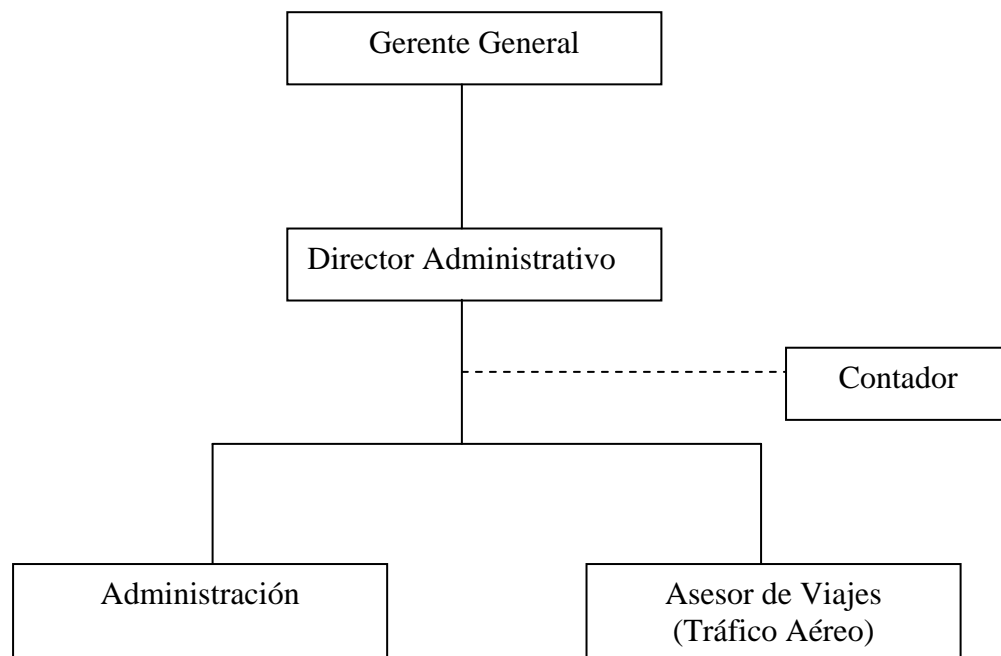 Gerente General
Director Administrativo
Contador
Administración
Asesor de Viajes
(Tráfico Aéreo)